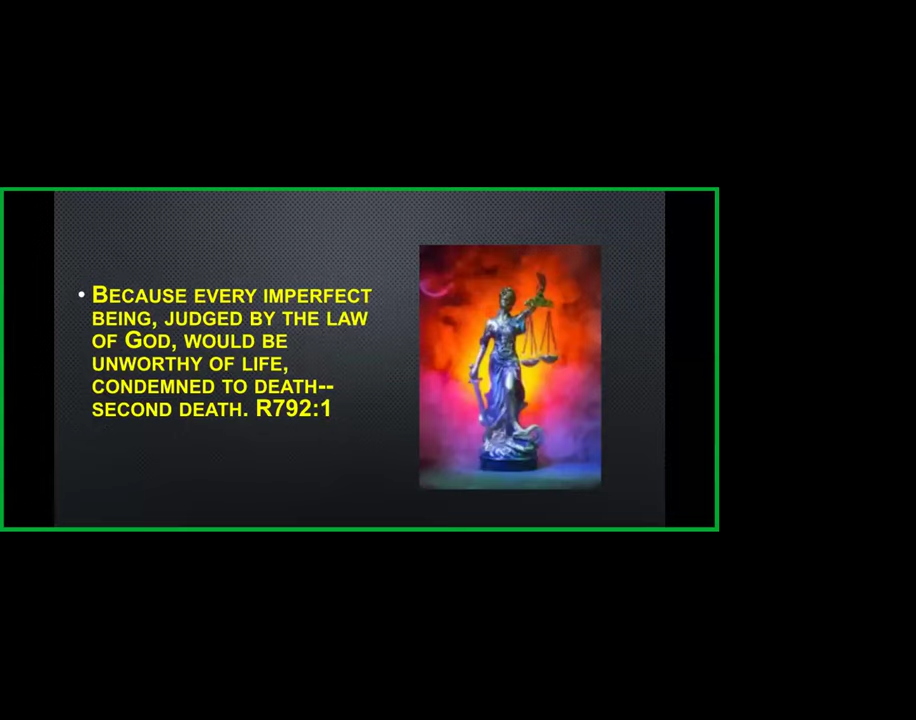 • BECAUSE EVERY IMPERFECT
BEING, JUDGED BY THE LAW
OF GOD, WOULD BE
UNWORTHY OF LIFE,
CONDEMNED TO DEATH--
SECOND DEATH. R792:1